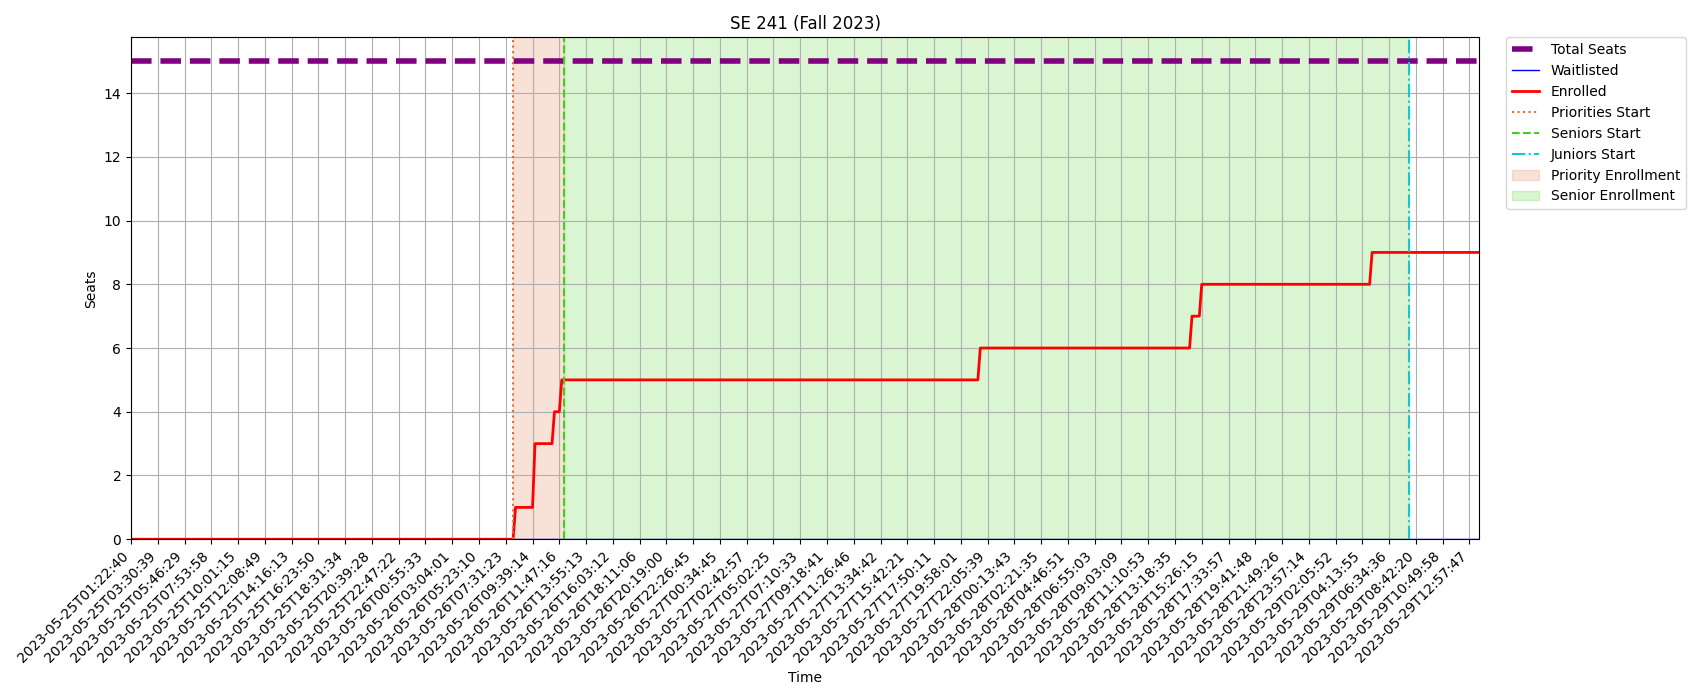 SE 241 (Fall 2023)
Total Seats
Waitlisted
Enrolled
Priorities Start
Seniors Start
Juniors Start
Priority Enrollment
Senior Enrollment
Seats
14
12
10
8
6
4
2
0
2023-05-25T01:22:40
2023-05-25T03:30:39
2023-05-25T05:46:29
2023-05-25T07:53:58
2023-05-25T10:01:15
2023-05-25T12:08:49
2023-05-25T14:16:13
2023-05-25T16:23:50
2023-05-25T18:31:34
2023-05-25T20:39:28
2023-05-25T22:47:22
2023-05-26T00:55:33
2023-05-26T03:04:01
2023-05-26T05:23:10
2023-05-26T07:31:23
2023-05-26T09:39:14
2023-05-26T11:47:16
2023-05-26T13:55:13
2023-05-26T16:03:12
2023-05-26T18:11:06
2023-05-26T20:19:00
2023-05-26T22:26:45
2023-05-27T00:34:45
2023-05-27T02:42:57
2023-05-27T05:02:25
2023-05-27T07:10:33
2023-05-27T09:18:41
2023-05-27T11:26:46
2023-05-27T13:34:42
2023-05-27T15:42:21
2023-05-27T17:50:11
2023-05-27T19:58:01
2023-05-27T22:05:39
2023-05-28T00:13:43
2023-05-28T02:21:35
2023-05-28T04:46:51
2023-05-28T06:55:03
2023-05-28T09:03:09
2023-05-28T11:10:53
2023-05-28T13:18:35
2023-05-28T15:26:15
2023-05-28T17:33:57
2023-05-28T19:41:48
2023-05-28T21:49:26
2023-05-28T23:57:14
2023-05-29T02:05:52
2023-05-29T04:13:55
2023-05-29T06:34:36
2023-05-29T08:42:20
2023-05-29T10:49:58
2023-05-29T12:57:47
Time